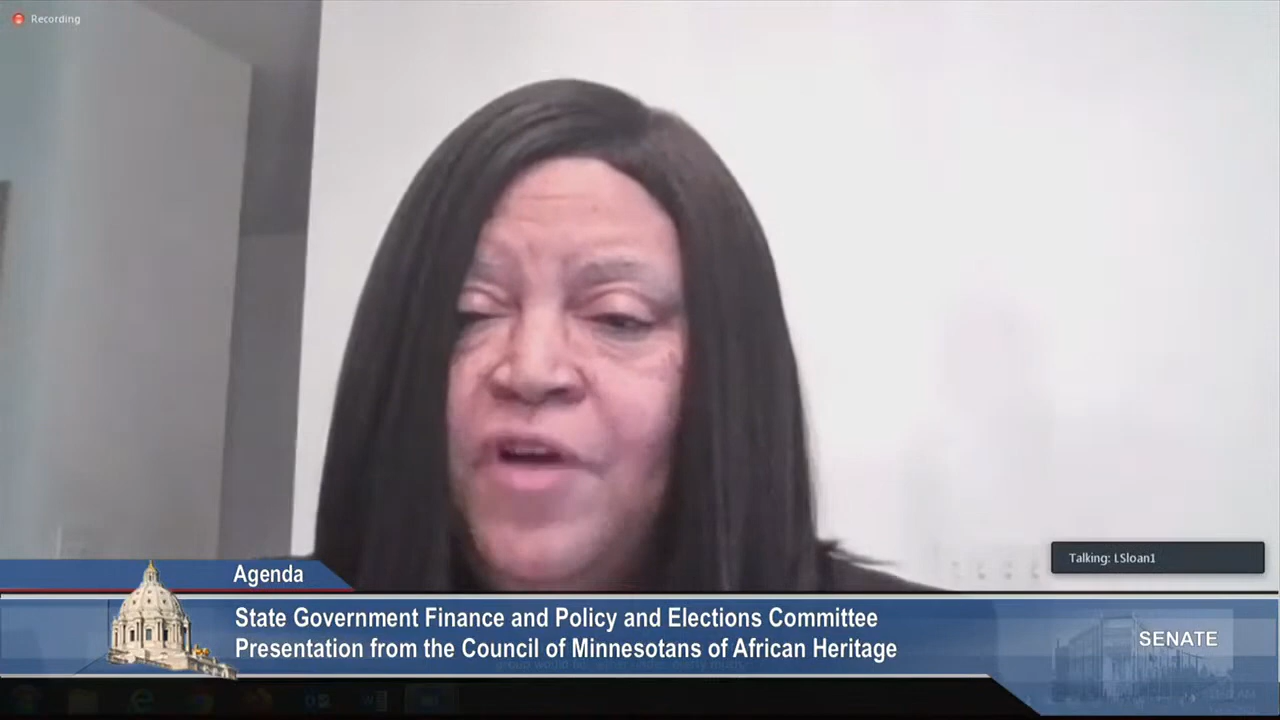 Recording
Talking: LSloan1
Agenda
State Government Finance and Policy and Elections Committee
Presentation from the Council of Minnesotans of African Heritage
SENATE